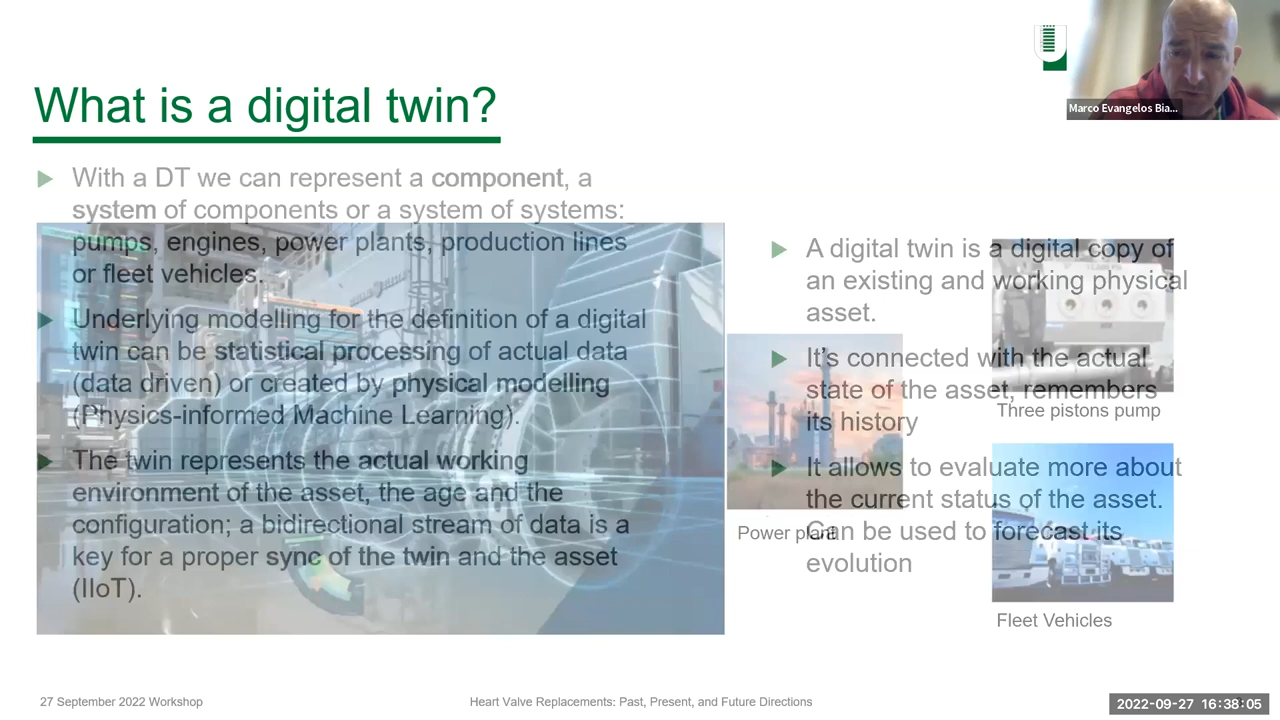 What is a digital twin?
With a DT we can represent a component, a
system of components or a system of systems:
pumps, engines, power plants, production lines
or fleet vehicles.
Underlying modelling for the definition of a digital
twin can be statistical processing of actual data
(data driven) or created by physical modelling
(Physics-informed Machine Learning).
The twin represents the actual working
environment of the asset, the age and the
configuration; a bidirectional stream of data is a
key for a proper sync of the twin and the asset
(IIoT).
A digital twin is a digital copy of
an existing and working physical
asset.
It’s connected with the actual
state of the asset, remembers
its history
It allows to evaluate more about
the current status of the asset.
Can be used to forecast its
evolution
Three pistons pump
Power plant
Fleet Vehicles
Marco Evangelos Bia...
27 September 2022 Workshop
Heart Valve Replacements: Past, Present, and Future Directions
2022-09-27 16:38:05